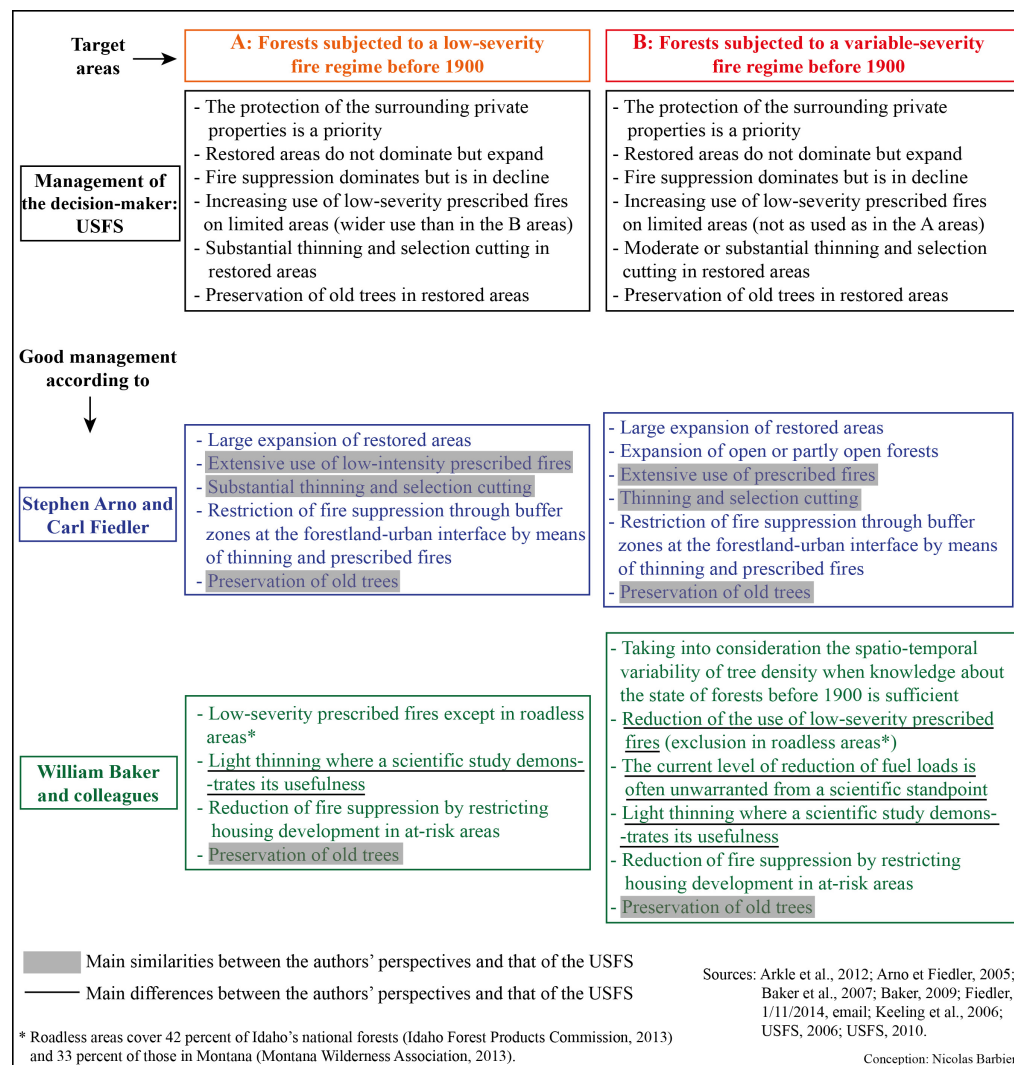 Target
areas
A: Forests subjected to a low-severity
fire regime before 1900
B: Forests subjected to a variable-severity
fire regime before 1900
Management of
the decision-maker:
USFS
- The protection of the surrounding private
properties is a priority
- Restored areas do not dominate but expand
- Fire suppression dominates but is in decline
- Increasing use of low-severity prescribed fires
on limited areas (wider use than in the B areas)
- Substantial thinning and selection cutting in
restored areas
- Preservation of old trees in restored areas
- The protection of the surrounding private
properties is a priority
- Restored areas do not dominate but expand
- Fire suppression dominates but is in decline
- Increasing use of low-severity prescribed fires
on limited areas (not as used as in the A areas)
- Moderate or substantial thinning and selection
cutting in restored areas
- Preservation of old trees in restored areas
Good management
according to
Stephen Arno and
Carl Fiedler
- Large expansion of restored areas
- Extensive use of low-intensity prescribed fires
- Substantial thinning and selection cutting
- Restriction of fire suppression through buffer
zones at the forestland-urban interface by means
of thinning and prescribed fires
- Preservation of old trees
- Large expansion of restored areas
- Expansion of open or partly open forests
- Extensive use of prescribed fires
- Thinning and selection cutting
- Restriction of fire suppression through buffer
zones at the forestland-urban interface by means
of thinning and prescribed fires
- Preservation of old trees
William Baker
and colleagues
- Low-severity prescribed fires except in roadless
areas*
- Light thinning where a scientific study demons-
-trates its usefulness
- Reduction of fire suppression by restricting
housing development in at-risk areas
- Preservation of old trees
- Taking into consideration the spatio-temporal
variability of tree density when knowledge about
the state of forests before 1900 is sufficient
- Reduction of the use of low-severity prescribed
fires (exclusion in roadless areas*)
- The current level of reduction of fuel loads is
often unwarranted from a scientific standpoint
- Light thinning where a scientific study demons-
-trates its usefulness
- Reduction of fire suppression by restricting
housing development in at-risk areas
- Preservation of old trees
Main similarities between the authors' perspectives and that of the USFS
Main differences between the authors' perspectives and that of the USFS
* Roadless areas cover 42 percent of Idaho's national forests (Idaho Forest Products Commission, 2013)
and 33 percent of those in Montana (Montana Wilderness Association, 2013).
Sources: Arkle et al., 2012; Arno et Fiedler, 2005;
Baker et al., 2007; Baker, 2009; Fiedler,
1/11/2014, email; Keeling et al., 2006;
USFS, 2006; USFS, 2010.
Conception: Nicolas Barbier